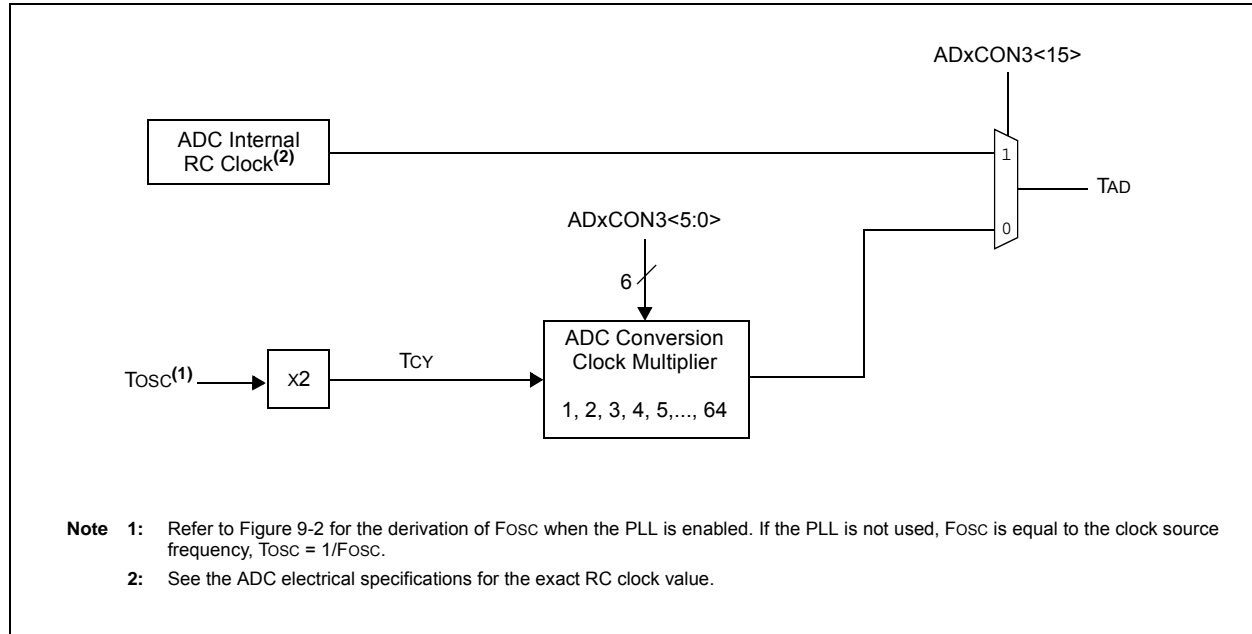 ADxCON3<15>
ADC Internal
RC Clock(2)
1
TAD
0
ADxCON3<5:0>
6
ADC Conversion
Clock Multiplier
1, 2, 3, 4, 5,..., 64
TOSC(1)
X2
TCY
Note 1: Refer to Figure 9-2 for the derivation of FOSC when the PLL is enabled. If the PLL is not used, FOSC is equal to the clock source
frequency, TOSC = 1/FOSC.
2: See the ADC electrical specifications for the exact RC clock value.